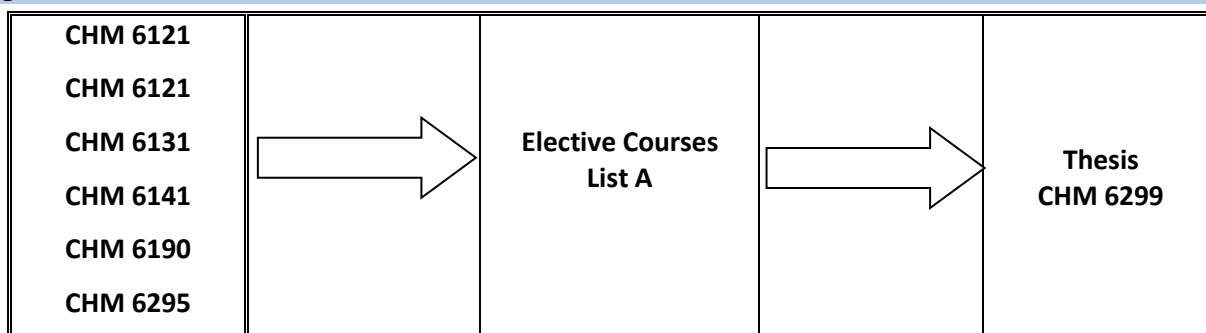 CHM 6121
CHM 6121
CHM 6131
CHM 6141
CHM 6190
CHM 6295
Elective Courses
List A
Thesis
CHM 6299